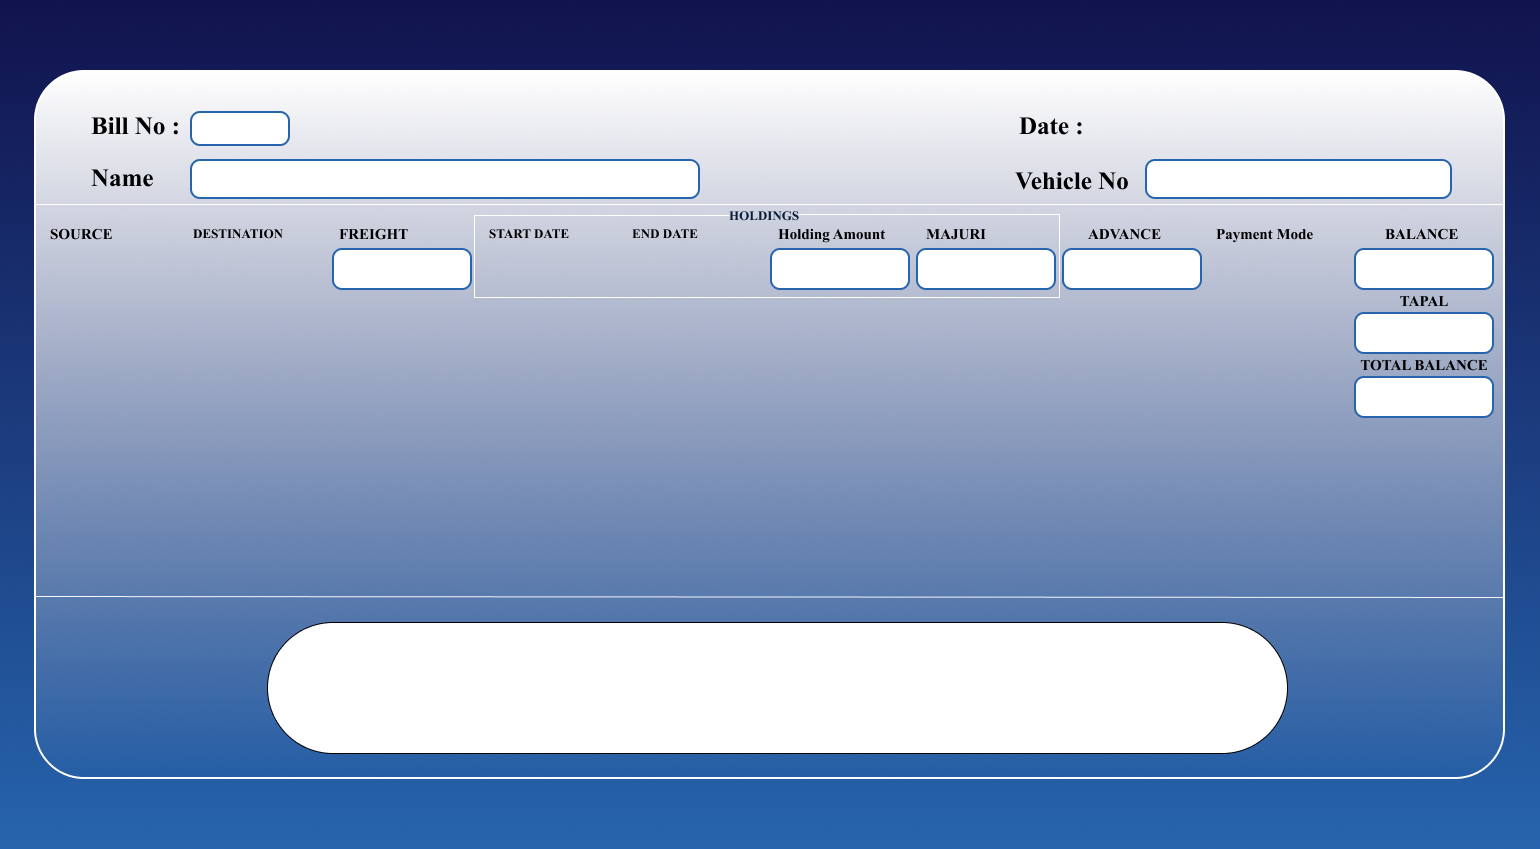 Bill No :
Date :
Name
Vehicle No
HOLDINGS
SOURCE DESTINATION FREIGHT START DATE END DATE Holding Amount MAJURI ADVANCE Payment Mode BALANCE
TAPAL
TOTAL BALANCE